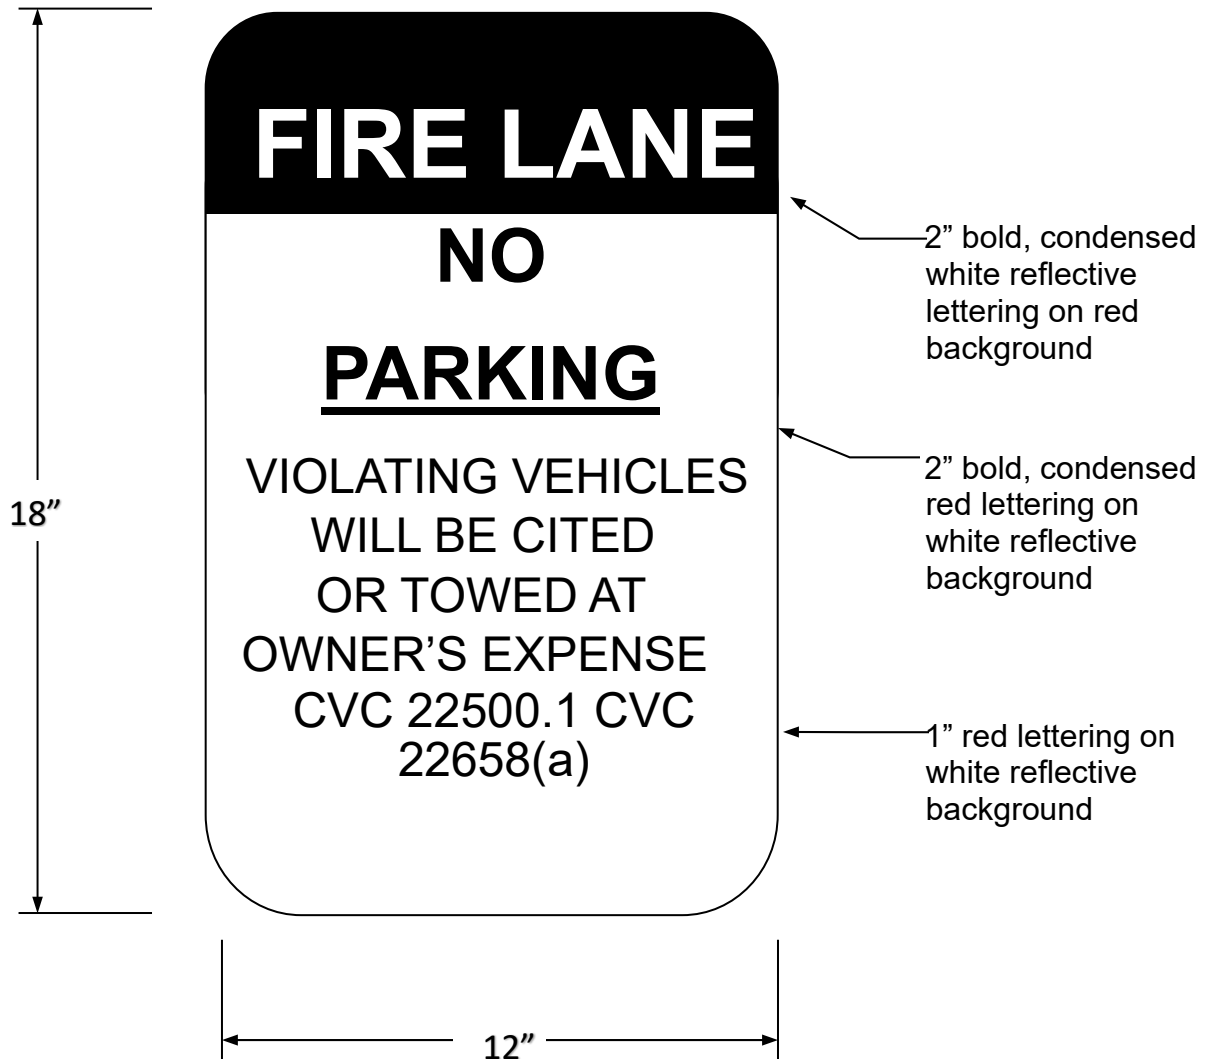 FIRE LANE
NO
PARKING
VIOLATING VEHICLES
WILL BE CITED
OR TOWED AT
OWNER’S EXPENSE
CVC 22500.1 CVC
22658(a)
2” bold, condensed
white reflective
lettering on red
background
2” bold, condensed
red lettering on
white reflective
background
1” red lettering on
white reflective
background
18”
12”